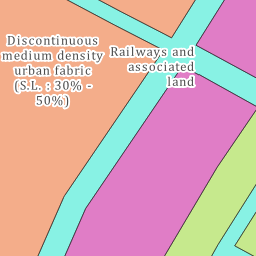 Discontinuous
medium density
urban fabric
(S.L. : 30% -
50%)
Railways and
associated
land